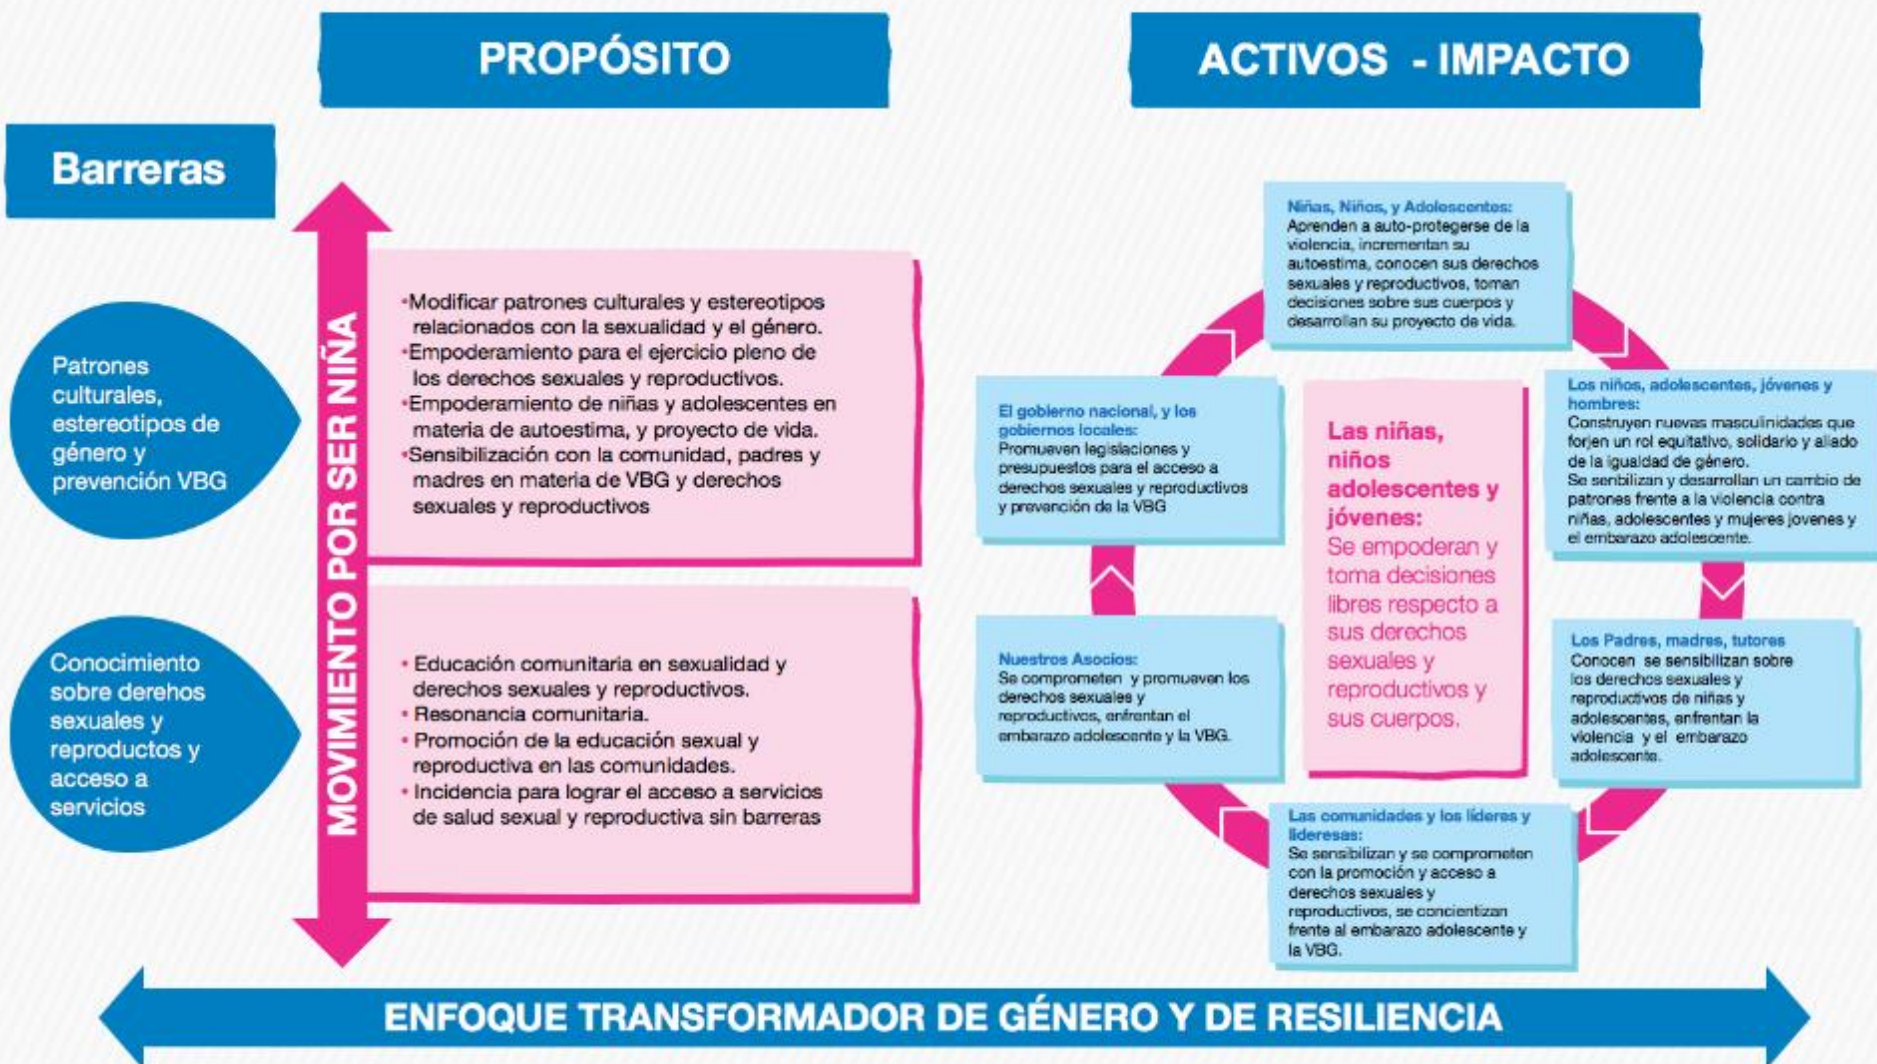 PROPÓSITO
ACTIVOS - IMPACTO
Barreras
Patrones
culturales,
estereotipos de
género y
prevención VBG
Conocimiento
sobre derehos
sexuales y
reproductos y
acceso a
servicios
MOVIMIENTO POR SER NIÑA
•Modificar patrones culturales y estereotipos
relacionados con la sexualidad y el género.
•Empoderamiento para el ejercicio pleno de
los derechos sexuales y reproductivos.
•Empoderamiento de niñas y adolescentes en
materia de autoestima, y proyecto de vida.
•Sensibilización con la comunidad, padres y
madres en materia de VBG y derechos
sexuales y reproductivos
• Educación comunitaria en sexualidad y
derechos sexuales y reproductivos.
• Resonancia comunitaria.
• Promoción de la educación sexual y
reproductiva en las comunidades.
• Incidencia para lograr el acceso a servicios
de salud sexual y reproductiva sin barreras
Niñas, Niños, y Adolescentes:
Aprenden a auto-protegerse de la
violencia, incrementan su
autoestima, conocen sus derechos
sexuales y reproductivos, toman
decisiones sobre sus cuerpos y
desarrollan su proyecto de vida.
Los niños, adolescentes, jóvenes y
hombres:
Construyen nuevas masculinidades que
forjen un rol equitativo, solidario y aliado
de la igualdad de género.
Se senbilizan y desarrollan un cambio de
patrones frente a la violencia contra
niñas, adolescentes y mujeres jovenes y
el embarazo adolescente.
Los Padres, madres, tutores
Conocen se sensibilizan sobre
los derechos sexuales y
reproductivos de niñas y
adolescentes, enfrentan la
violencia y el embarazo
adolescente.
Las comunidades y los líderes y
lideresas:
Se sensibilizan y se comprometen
con la promoción y acceso a
derechos sexuales y
reproductivos, se concientizan
frente al embarazo adolescente y
la VBG.
Nuestros Asocios:
Se comprometen y promueven los
derechos sexuales y
reproductivos, enfrentan el
embarazo adolescente y la VBG.
El gobierno nacional, y los
gobiernos locales:
Promueven legislaciones y
presupuestos para el acceso a
derechos sexuales y reproductivos
y prevención de la VBG
Las niñas,
niños
adolescentes y
jóvenes:
Se empoderan y
toma decisiones
libres respecto a
sus derechos
sexuales y
reproductivos y
sus cuerpos.
ENFOQUE TRANSFORMADOR DE GÉNERO Y DE RESILIENCIA